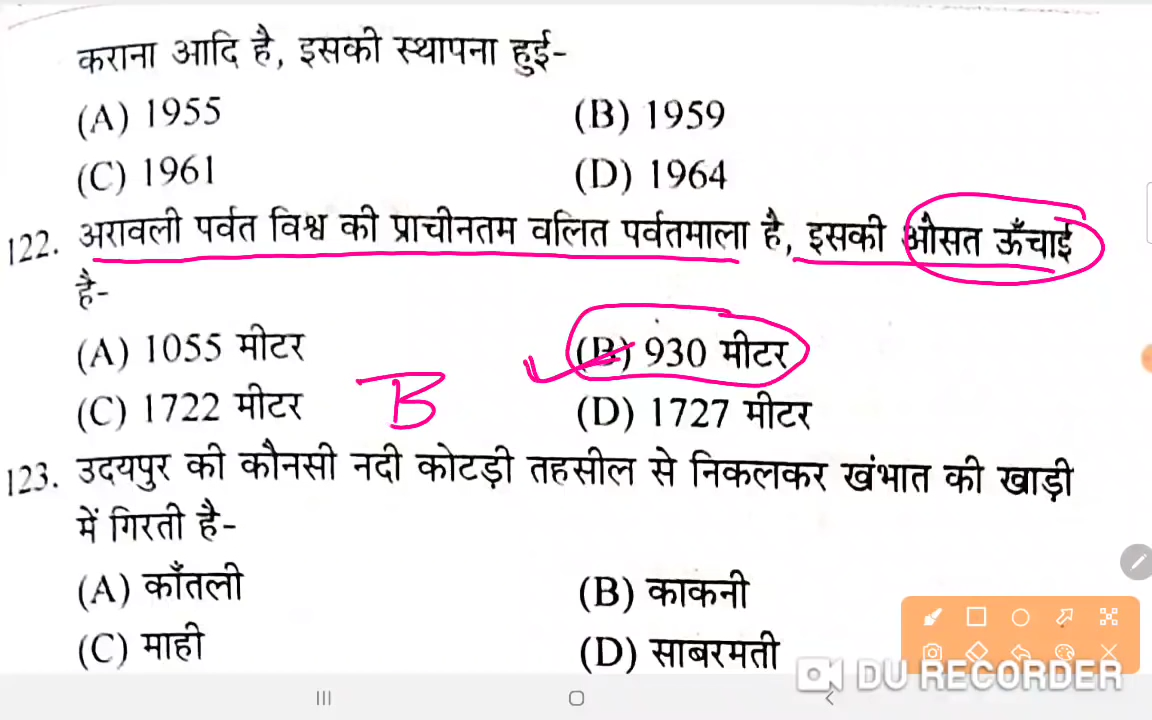 कराना आदि है, इसकी स्थापना हुई-
(A) 1955 (B) 1959
(C) 1961 (D) 1964
122. अरावली पर्वत विश्व की प्राचीनतम वलित पर्वतमाला है, इसकी औसत ऊँचाई
है-
(A) 1055 मीटर (B) 930 मीटर
(C) 1722 मीटर B (D) 1727 मीटर
123. उदयपुर की कौनसी नदी कोटड़ी तहसील से निकलकर खंभात की खाड़ी
में गिरती है-
(A) काँतली (B) काकनी
(C) माही (D) साबरमती
DU RECORDER